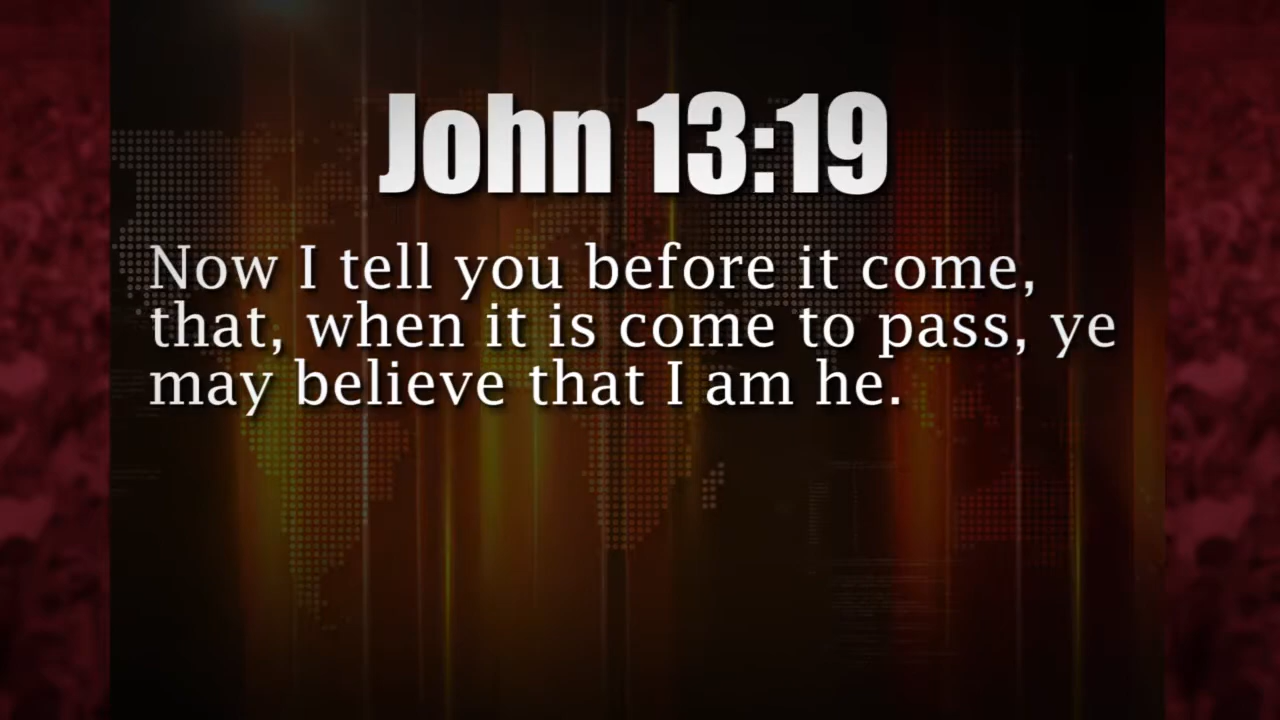 John 13:19
Now I tell you before it come,
that, when it is come to pass, ye
may believe that I am he.